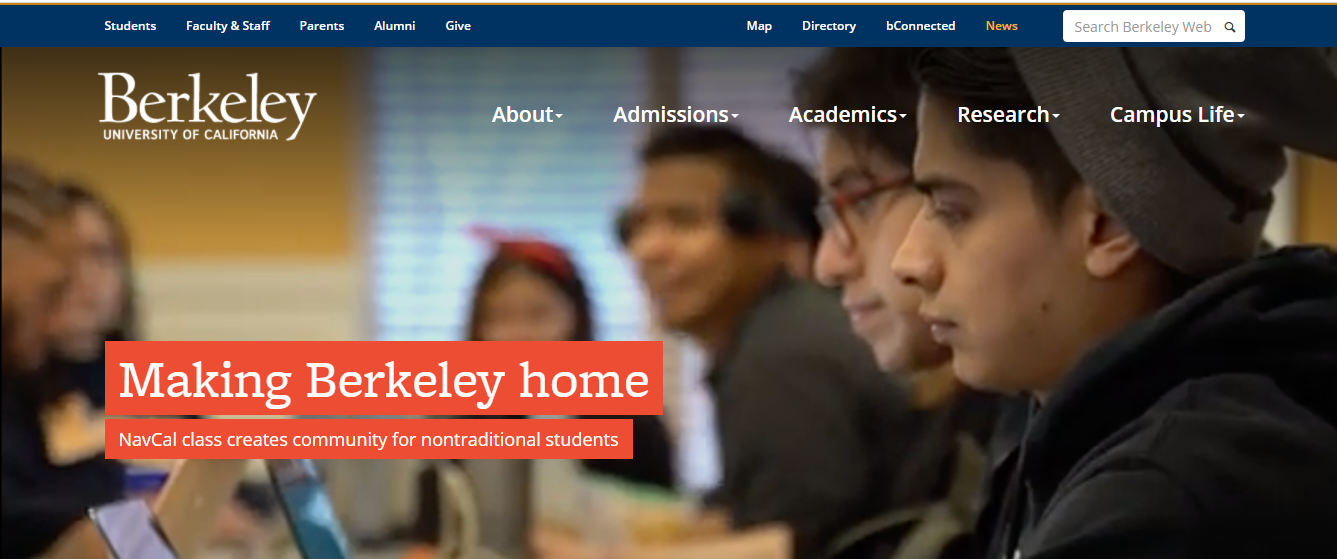 Students Faculty & Staff Parents Alumni Give Map Directory bConnected News Search Berkeley Web
Berkeley
UNIVERSITY OF CALIFORNIA
About Admissions Academics Research Campus Life
Making Berkeley home
NavCal class creates community for nontraditional students